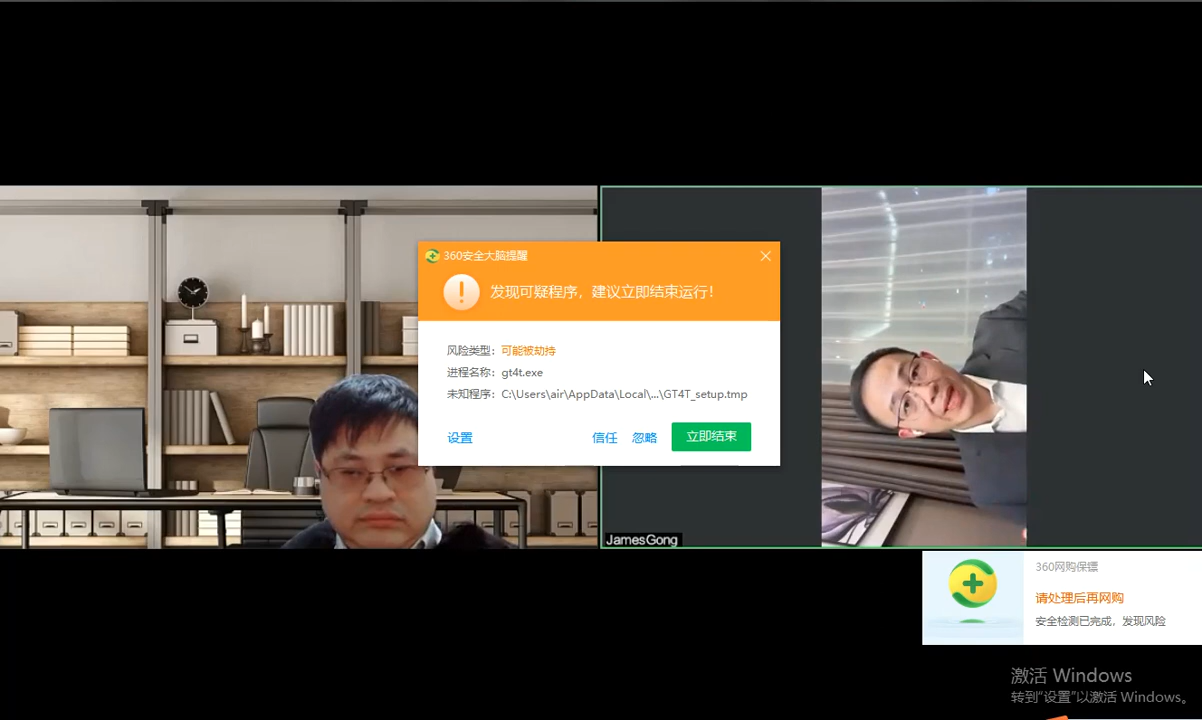 360安全大脑提醒
发现可疑程序，建议立即结束运行！
风险类型：可能被劫持
进程名称：gt4t.exe
未知程序：C:\Users\air\AppData\Local\...\GT4T_setup.tmp
设置 信任 忽略 立即结束
JamesGong
360网购保镖
请处理后再网购
安全检测已完成，发现风险
激活 Windows
转到"设置"以激活 Windows。